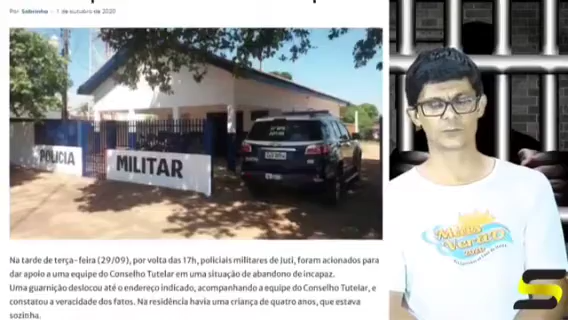 Por Sobrinho - 1 de outubro de 2020
POLICIA
MILITAR
Na tarde de terça-feira (29/09), por volta das 17h, policiais militares de Juti, foram acionados para
dar apoio a uma equipe do Conselho Tutelar em uma situação de abandono de incapaz.
Uma guarnição deslocou até o endereço indicado, acompanhando a equipe do Conselho Tutelar, e
constatou a veracidade dos fatos. Na residência havia uma criança de quatro anos, que estava
sozinha.